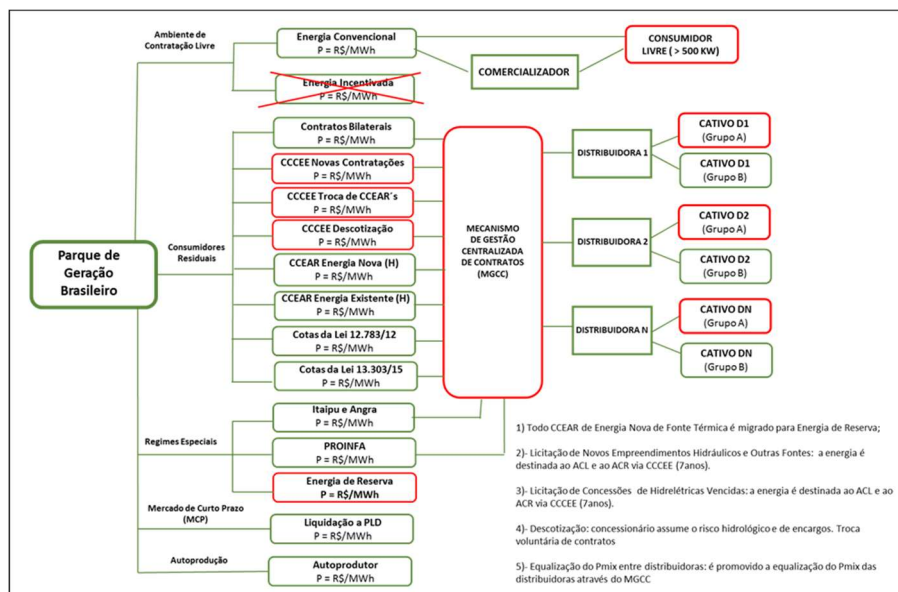 Ambiente de
Contratação Livre
Energia Convencional
P = R$/MWh
CONSUMIDOR
LIVRE ( > 500 KW)
COMERCIALIZADOR
Energia Incentivada
P = R$/MWh
Contratos Bilaterais
P = R$/MWh
CCCEE Novas Contratações
P = R$/MWh
CCCEE Troca de CCEAR´s
P = R$/MWh
CCCEE Descotização
P = R$/MWh
CCEAR Energia Nova (H)
P = R$/MWh
CCEAR Energia Existente (H)
P = R$/MWh
Cotas da Lei 12.783/12
P = R$/MWh
Cotas da Lei 13.303/15
P = R$/MWh
Consumidores
Residuais
Parque de
Geração
Brasileiro
MECANISMO
DE GESTÃO
CENTRALIZADA
DE CONTRATOS
(MGCC)
DISTRIBUIDORA 1
CATIVO D1
(Grupo A)
CATIVO D1
(Grupo B)
DISTRIBUIDORA 2
CATIVO D2
(Grupo A)
CATIVO D2
(Grupo B)
DISTRIBUIDORA N
CATIVO DN
(Grupo A)
CATIVO DN
(Grupo B)
Regimes Especiais
Itaipu e Angra
P = R$/MWh
PROINFA
P = R$/MWh
Energia de Reserva
P = R$/MWh
Mercado de Curto Prazo
(MCP)
Liquidação a PLD
P = R$/MWh
Autoprodução
Autoprodutor
P = R$/MWh
1) Todo CCEAR de Energia Nova de Fonte Térmica é migrado para Energia de Reserva;
2)- Licitação de Novos Empreendimentos Hidráulicos e Outras Fontes: a energia é
destinada ao ACL e ao ACR via CCCEE (7anos).
3)- Licitação de Concessões de Hidrelétricas Vencidas: a energia é destinada ao ACL e ao
ACR via CCCEE (7anos).
4)- Descotização: concessionário assume o risco hidrológico e de encargos. Troca
voluntária de contratos
5)- Equalização do Pmix entre distribuidoras: é promovido a equalização do Pmix das
distribuidoras através do MGCC